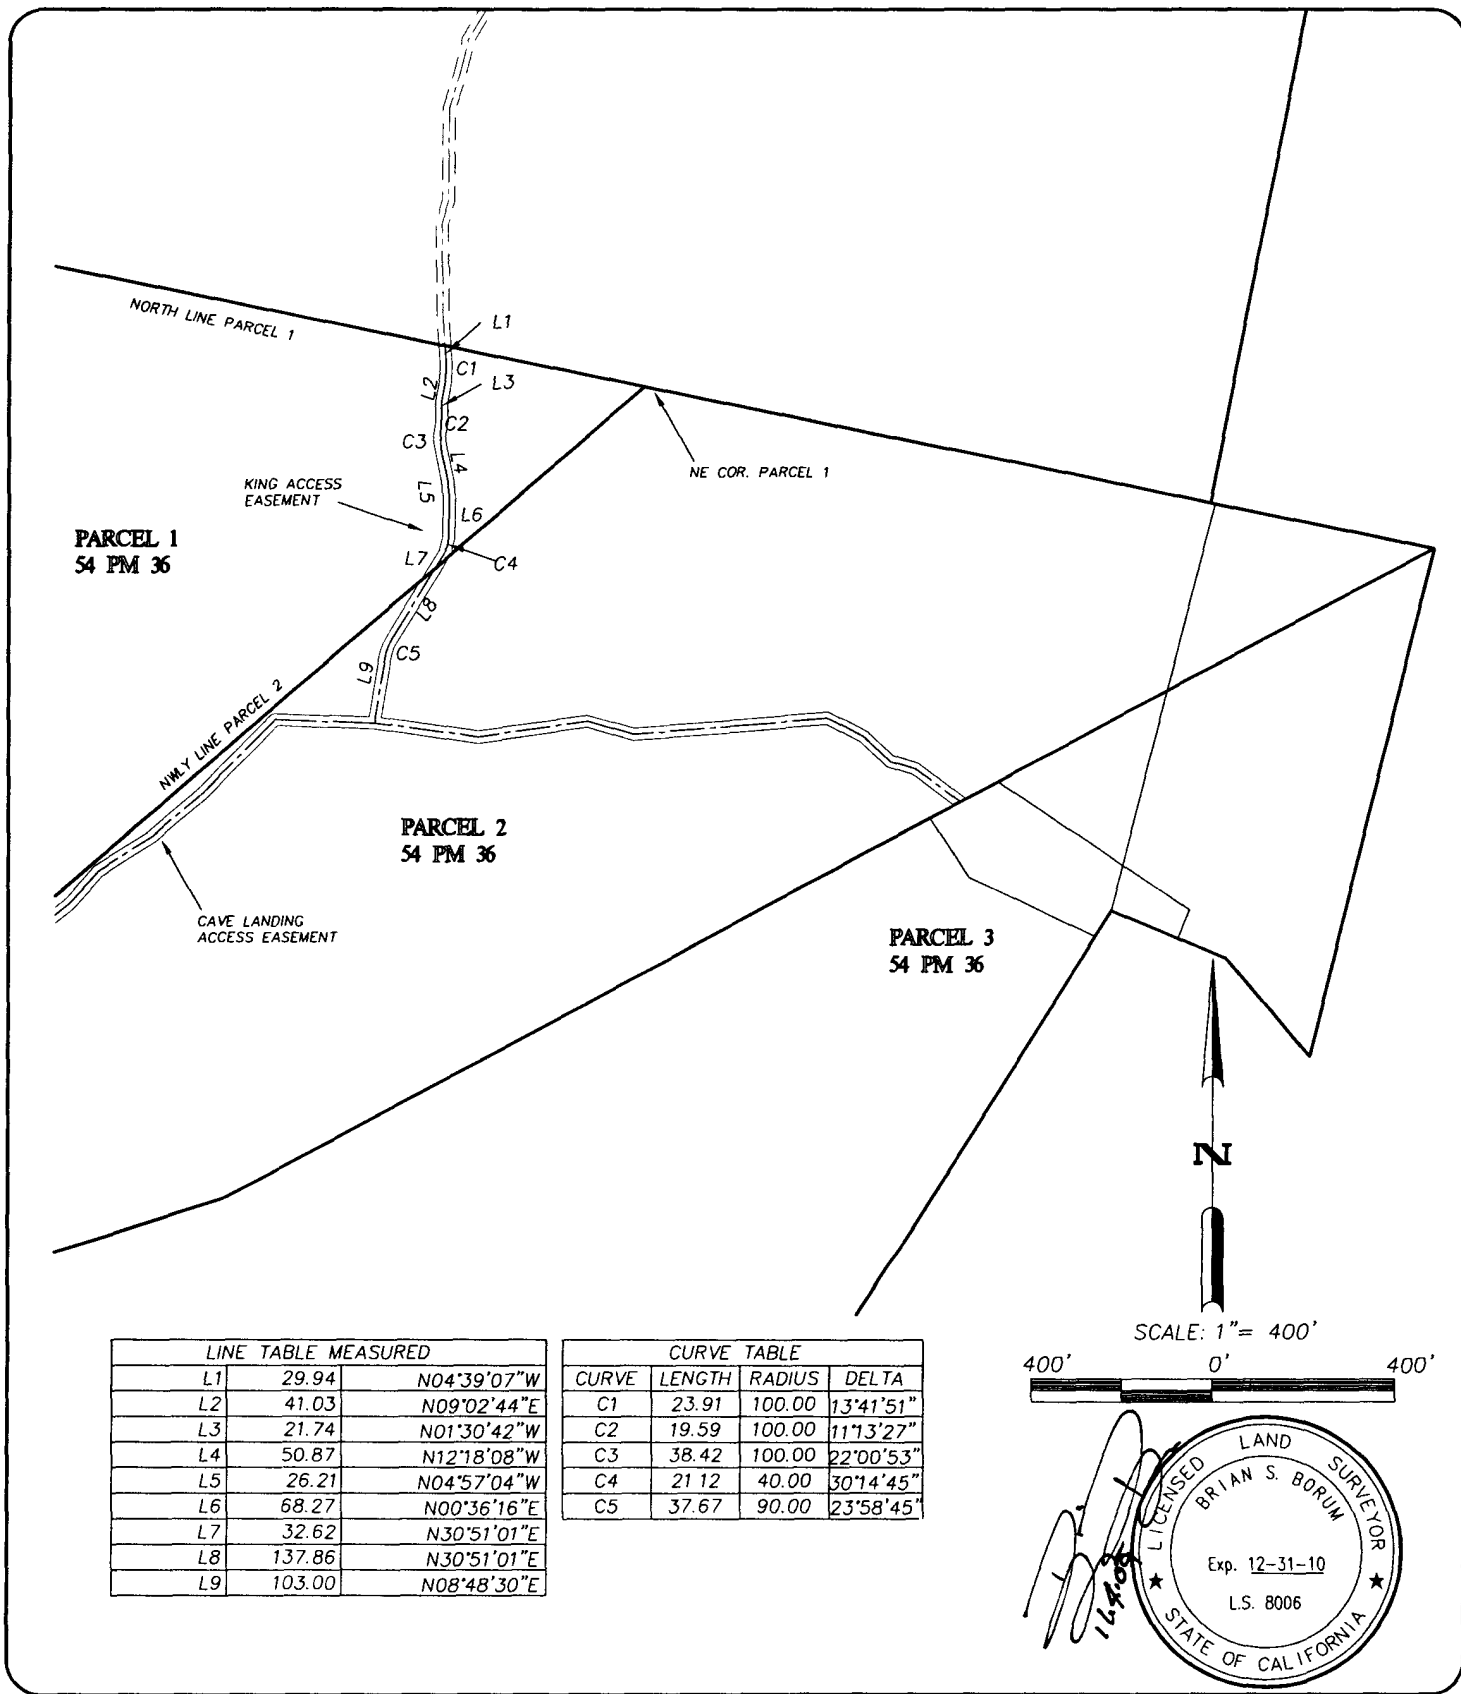 NORTH LINE PARCEL 1
L1
C1
L2
L3
C2
C3
L4
L5
NE COR. PARCEL 1
KING ACCESS
EASEMENT
L6
PARCEL 1
54 PM 36
L7
C4
L8
C5
L9
NWLY LINE PARCEL 2
PARCEL 2
54 PM 36
CAVE LANDING
ACCESS EASEMENT
PARCEL 3
54 PM 36
N
SCALE: 1"= 400'
400' 0' 400'
LINE TABLE MEASURED
L1 29.94 N04°39'07"W
L2 41.03 N09°02'44"E
L3 21.74 N01°30'42"W
L4 50.87 N12°18'08"W
L5 26.21 N04°57'04"W
L6 68.27 N00°36'16"E
L7 32.62 N30°51'01"E
L8 137.86 N30°51'01"E
L9 103.00 N08°48'30"E
CURVE TABLE
CURVE LENGTH RADIUS DELTA
C1 23.91 100.00 13°41'51"
C2 19.59 100.00 11°13'27"
C3 38.42 100.00 22°00'53"
C4 21 12 40.00 30°14'45"
C5 37.67 90.00 23°58'45"
LICENSED LAND SURVEYOR
BRIAN S. BORUM
Exp. 12-31-10
L.S. 8006
STATE OF CALIFORNIA